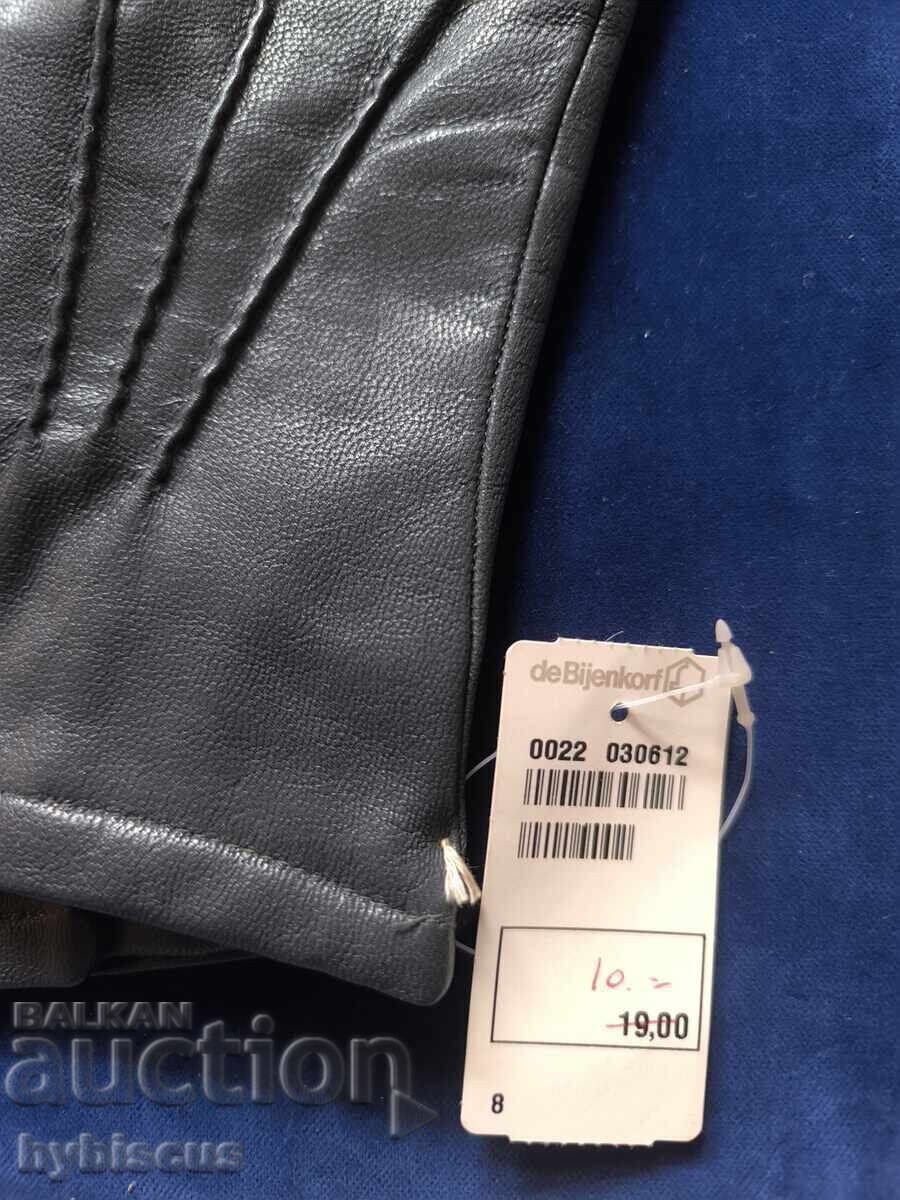 deBijenkorf
0022 030612
10.=
19,00
8
BALKAN
auction
hybiscus